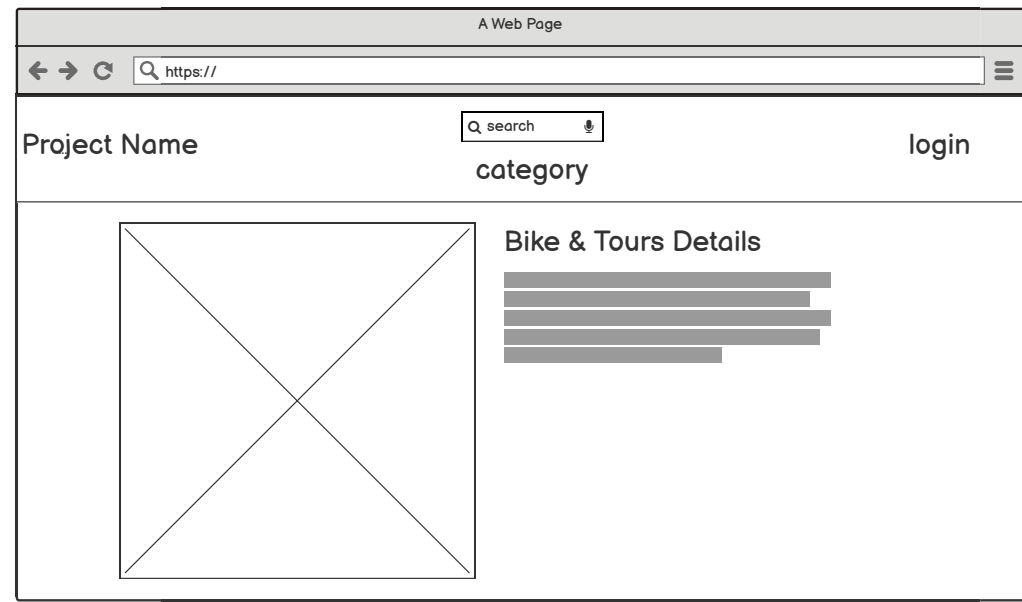 A Web Page
https://
search
Project Name
login
category
Bike & Tours Details